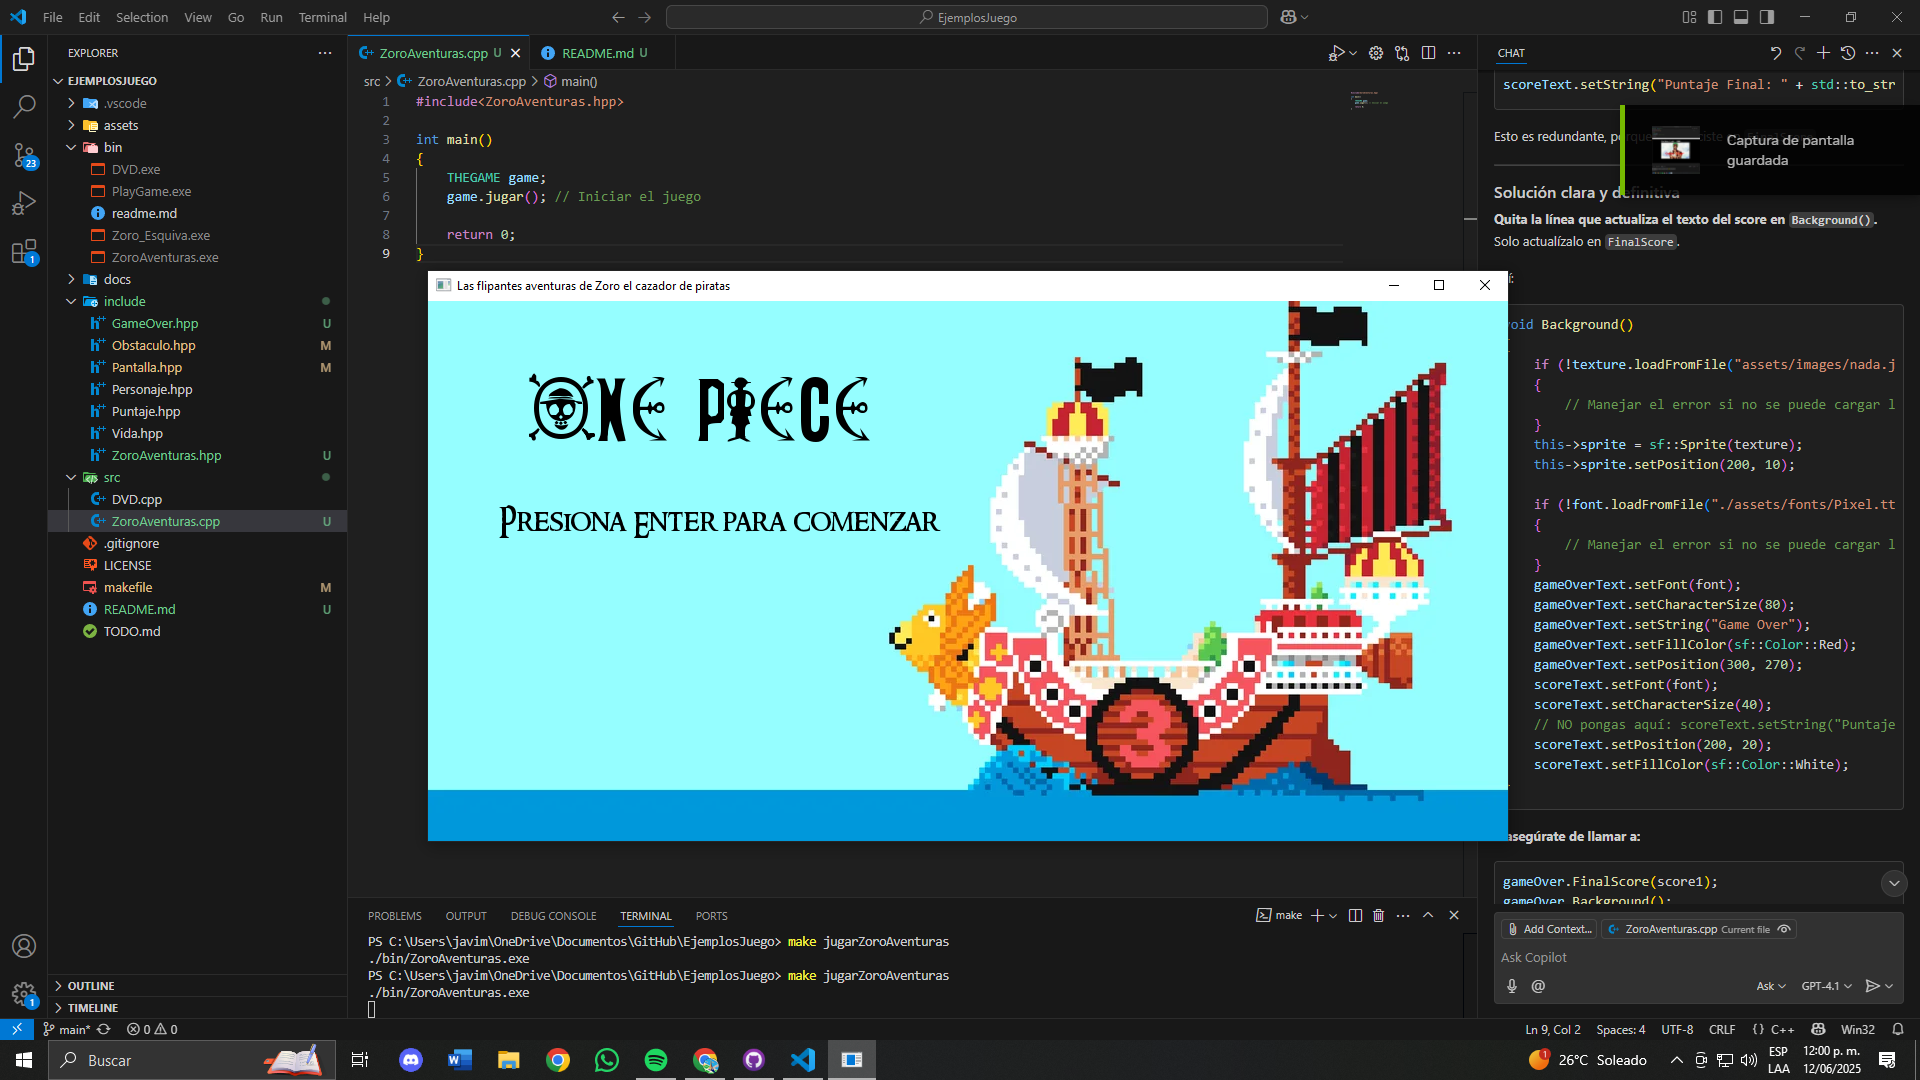 File Edit Selection View Go Run Terminal Help
EjemplosJuego
EXPLORER
EJEMPLOSJUEGO
.vscode
assets
bin
DVD.exe
PlayGame.exe
readme.md
Zoro_Esquiva.exe
ZoroAventuras.exe
docs
include
GameOver.hpp U
Obstaculo.hpp M
Pantalla.hpp M
Personaje.hpp
Puntaje.hpp
Vida.hpp
ZoroAventuras.hpp U
src
DVD.cpp
ZoroAventuras.cpp U
.gitignore
LICENSE
makefile M
README.md U
TODO.md
OUTLINE
TIMELINE
23
1
1
ZoroAventuras.cpp U
README.md U
src > ZoroAventuras.cpp > main()
1 #include<ZoroAventuras.hpp>
2
3 int main()
4 {
5 THEGAME game;
6 game.jugar(); // Iniciar el juego
7
8 return 0;
9 }
Las flipantes aventuras de Zoro el cazador de piratas
ONE PIECE
PRESIONA ENTER PARA COMENZAR
3
PROBLEMS OUTPUT DEBUG CONSOLE TERMINAL PORTS
make
PS C:\Users\javim\OneDrive\Documentos\GitHub\EjemplosJuego> make jugarZoroAventuras
./bin/ZoroAventuras.exe
PS C:\Users\javim\OneDrive\Documentos\GitHub\EjemplosJuego> make jugarZoroAventuras
./bin/ZoroAventuras.exe
CHAT
scoreText.setString("Puntaje Final: " + std::to_str
Esto es redundante,
Captura de pantalla
guardada
Solución clara y definitiva
Quita la línea que actualiza el texto del score en Background().
Solo actualízalo en FinalScore.
void Background()
if (!texture.loadFromFile("assets/images/nada.j
{
// Manejar el error si no se puede cargar l
}
this->sprite = sf::Sprite(texture);
this->sprite.setPosition(200, 10);
if (!font.loadFromFile("./assets/fonts/Pixel.tt
{
// Manejar el error si no se puede cargar l
}
gameOverText.setFont(font);
gameOverText.setCharacterSize(80);
gameOverText.setString("Game Over");
gameOverText.setFillColor(sf::Color::Red);
gameOverText.setPosition(300, 270);
scoreText.setFont(font);
scoreText.setCharacterSize(40);
// NO pongas aquí: scoreText.setString("Puntaje
scoreText.setPosition(200, 20);
scoreText.setFillColor(sf::Color::White);
asegúrate de llamar a:
gameOver.FinalScore(score1);
gameOver.Background();
Add Context...
ZoroAventuras.cpp Current file
Ask Copilot
@
Ask GPT-4.1
main* 0 0
Ln 9, Col 2 Spaces: 4 UTF-8 CRLF {} C++ Win32
Buscar
1
26°C Soleado
ESP
LAA
12:00 p. m.
12/06/2025